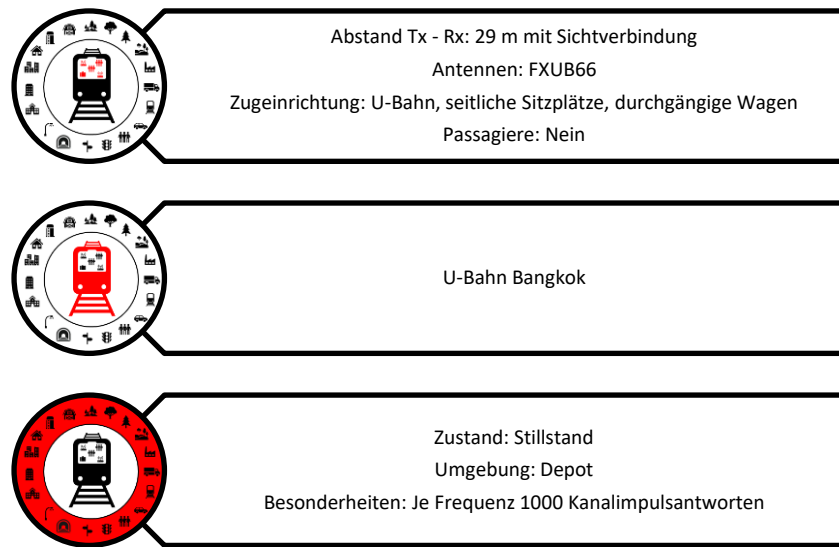 Abstand Tx - Rx: 29 m mit Sichtverbindung
Antennen: FXUB66
Zugeinrichtung: U-Bahn, seitliche Sitzplätze, durchgängige Wagen
Passagiere: Nein
U-Bahn Bangkok
Zustand: Stillstand
Umgebung: Depot
Besonderheiten: Je Frequenz 1000 Kanalimpulsantworten